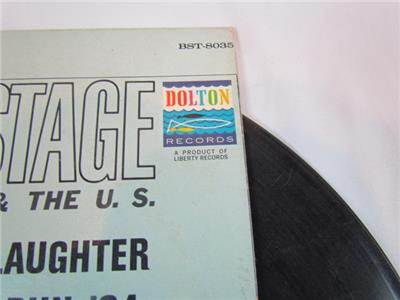 BST-8035
STAGE
DOLTON
RECORDS
A PRODUCT OF
LIBERTY RECORDS
& THE U. S.
LAUGHTER